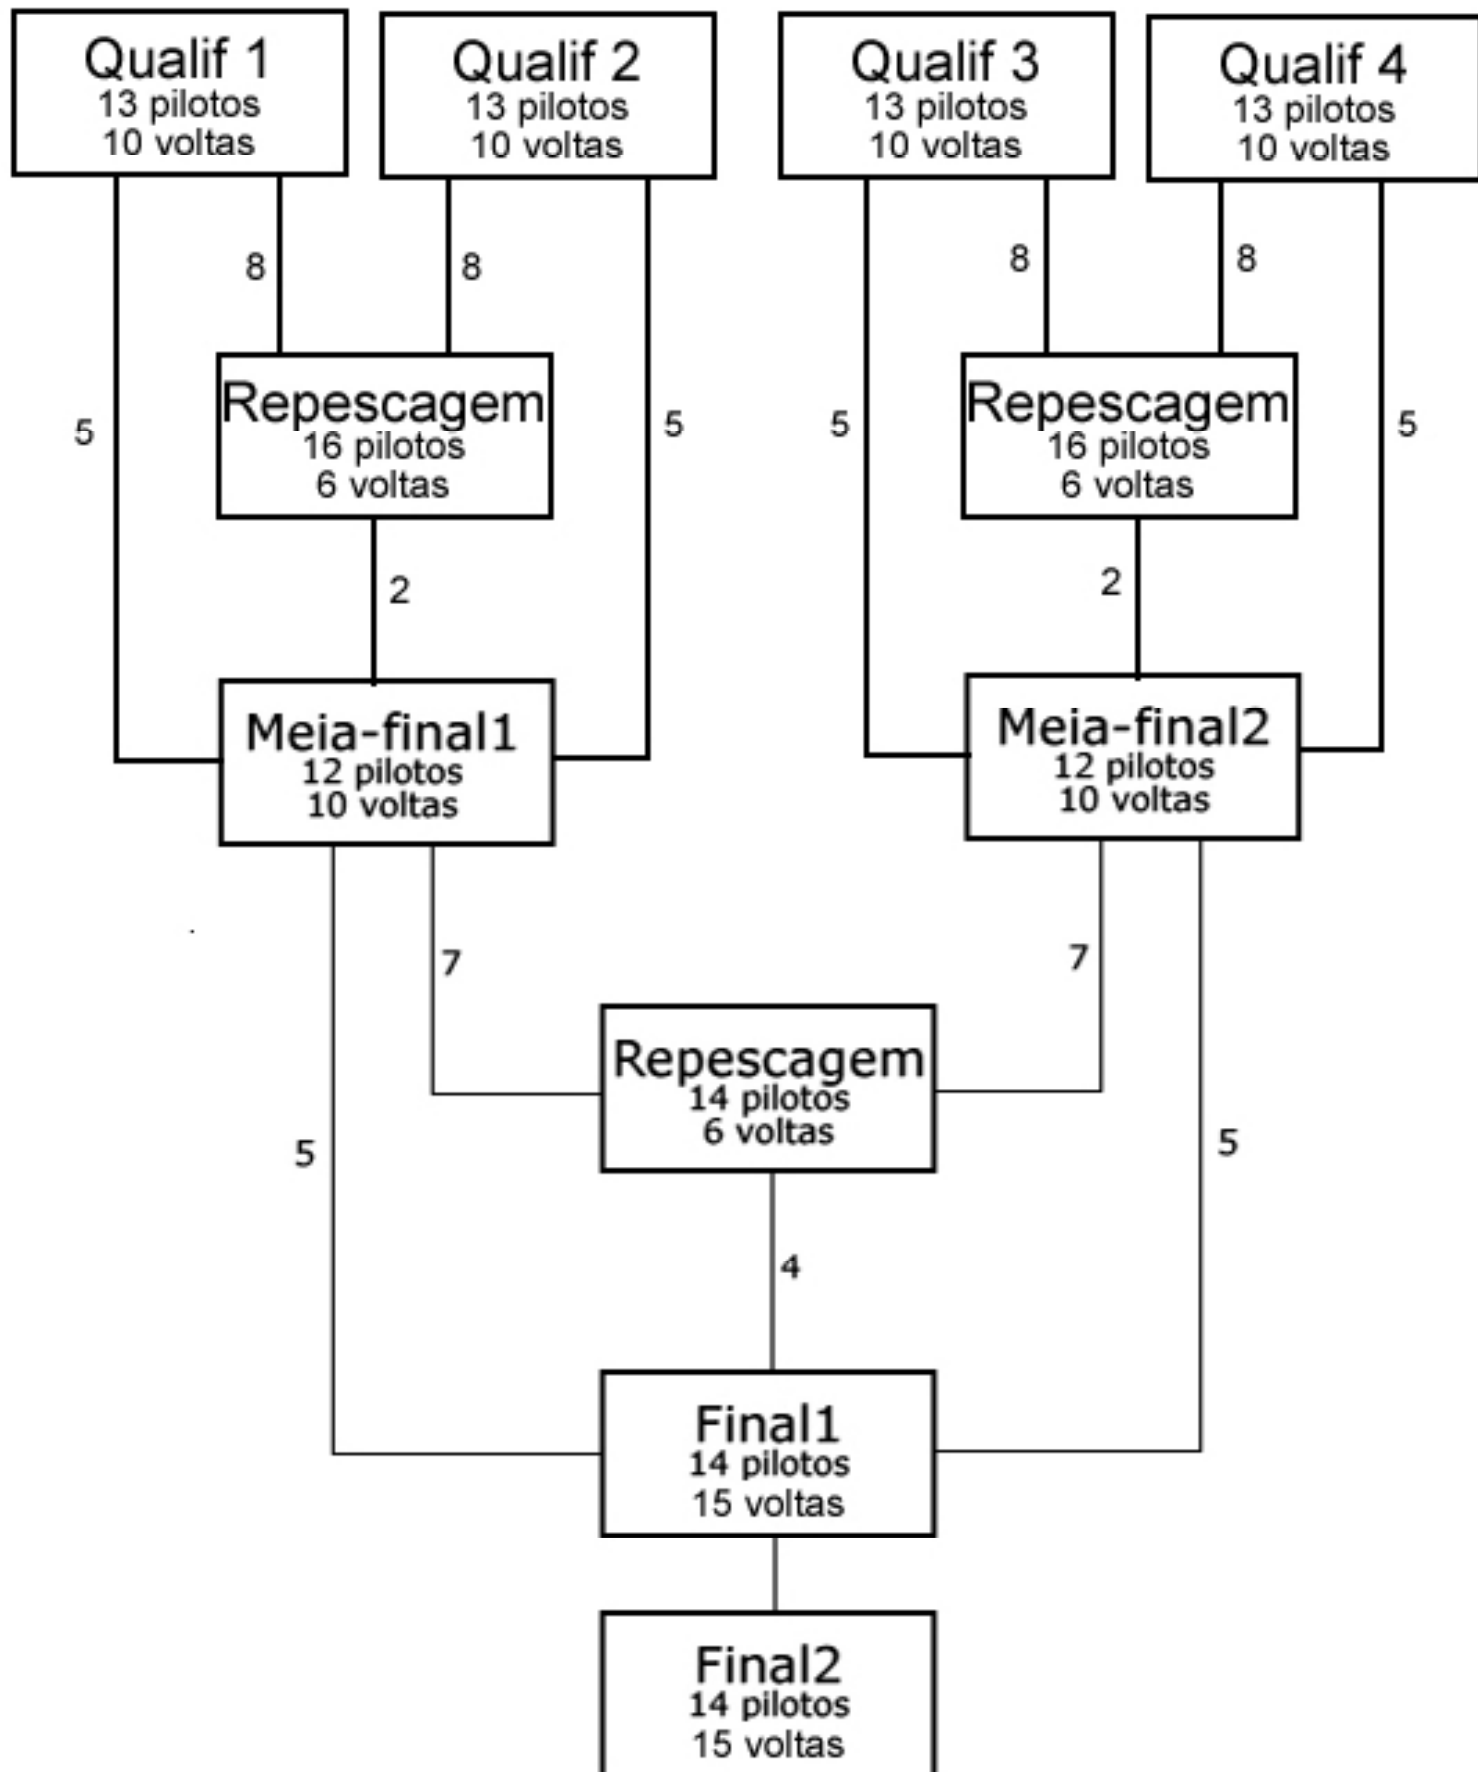 Qualif 1
13 pilotos
10 voltas
Qualif 2
13 pilotos
10 voltas
Qualif 3
13 pilotos
10 voltas
Qualif 4
13 pilotos
10 voltas
8
8
8
8
5
Repescagem
16 pilotos
6 voltas
5
5
Repescagem
16 pilotos
6 voltas
5
2
2
Meia-final1
12 pilotos
10 voltas
Meia-final2
12 pilotos
10 voltas
7
7
Repescagem
14 pilotos
6 voltas
5
5
4
Final1
14 pilotos
15 voltas
Final2
14 pilotos
15 voltas